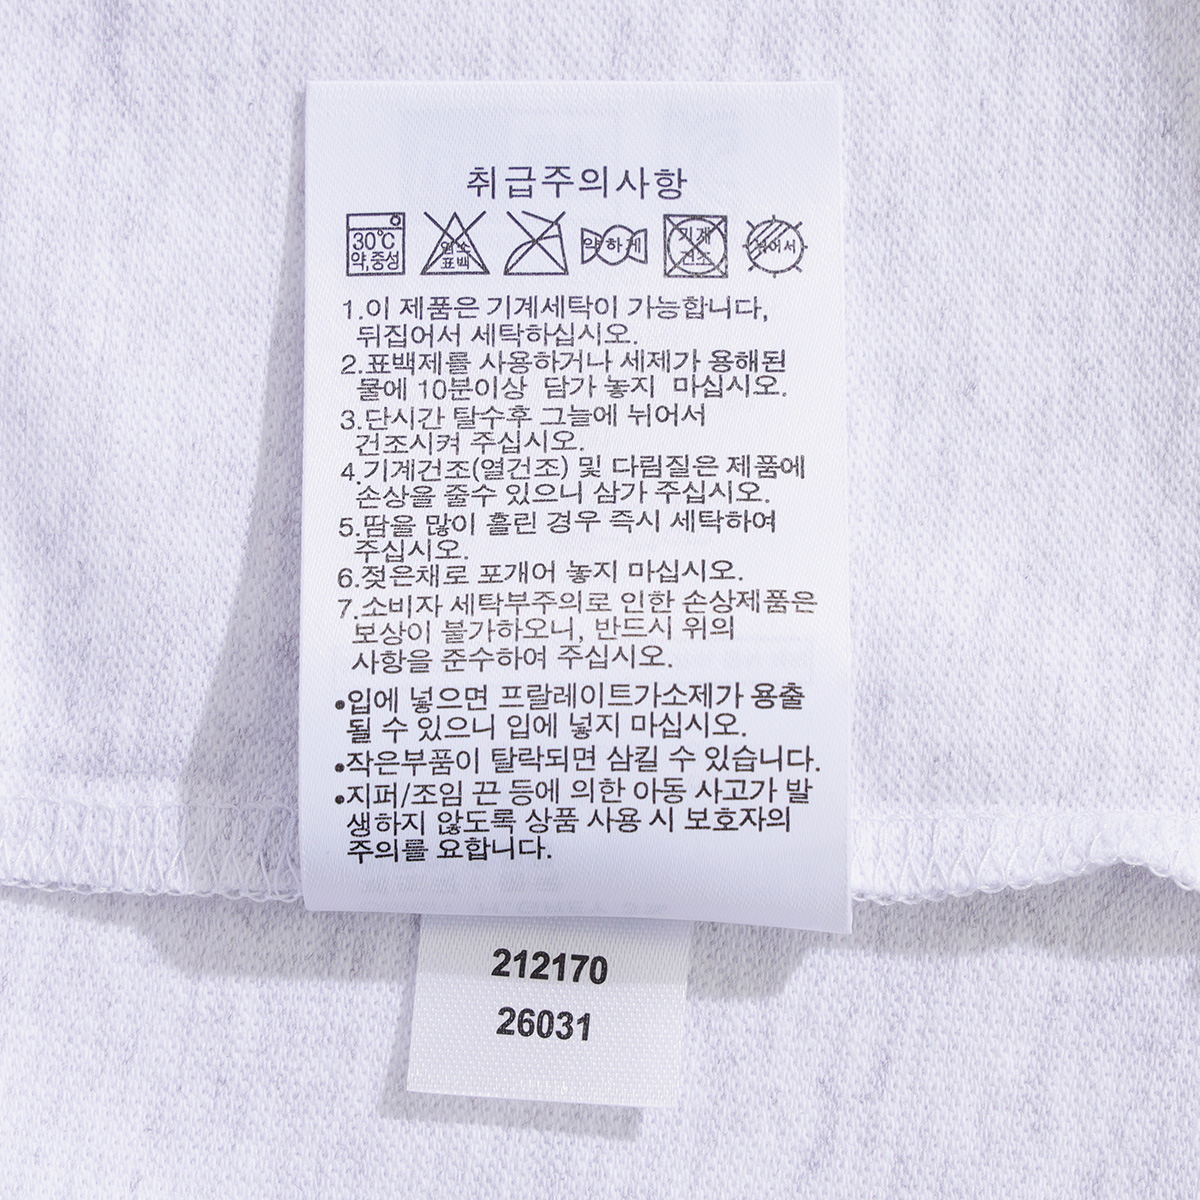 취급주의사항
30℃
약,중성
염소
표백
약하게
기계
건조
뉘어서
1.이 제품은 기계세탁이 가능합니다,
뒤집어서 세탁하십시오.
2.표백제를 사용하거나 세제가 용해된
물에 10분이상 담가 놓지 마십시오.
3.단시간 탈수후 그늘에 뉘어서
건조시켜 주십시오.
4.기계건조(열건조) 및 다림질은 제품에
손상을 줄수 있으니 삼가 주십시오.
5.땀을 많이 흘린 경우 즉시 세탁하여
주십시오.
6.젖은채로 포개어 놓지 마십시오.
7.소비자 세탁부주의로 인한 손상제품은
보상이 불가하오니, 반드시 위의
사항을 준수하여 주십시오.
•입에 넣으면 프랄레이트가소제가 용출
될 수 있으니 입에 넣지 마십시오.
•작은부품이 탈락되면 삼킬 수 있습니다.
•지퍼/조임 끈 등에 의한 아동 사고가 발
생하지 않도록 상품 사용 시 보호자의
주의를 요합니다.
212170
26031